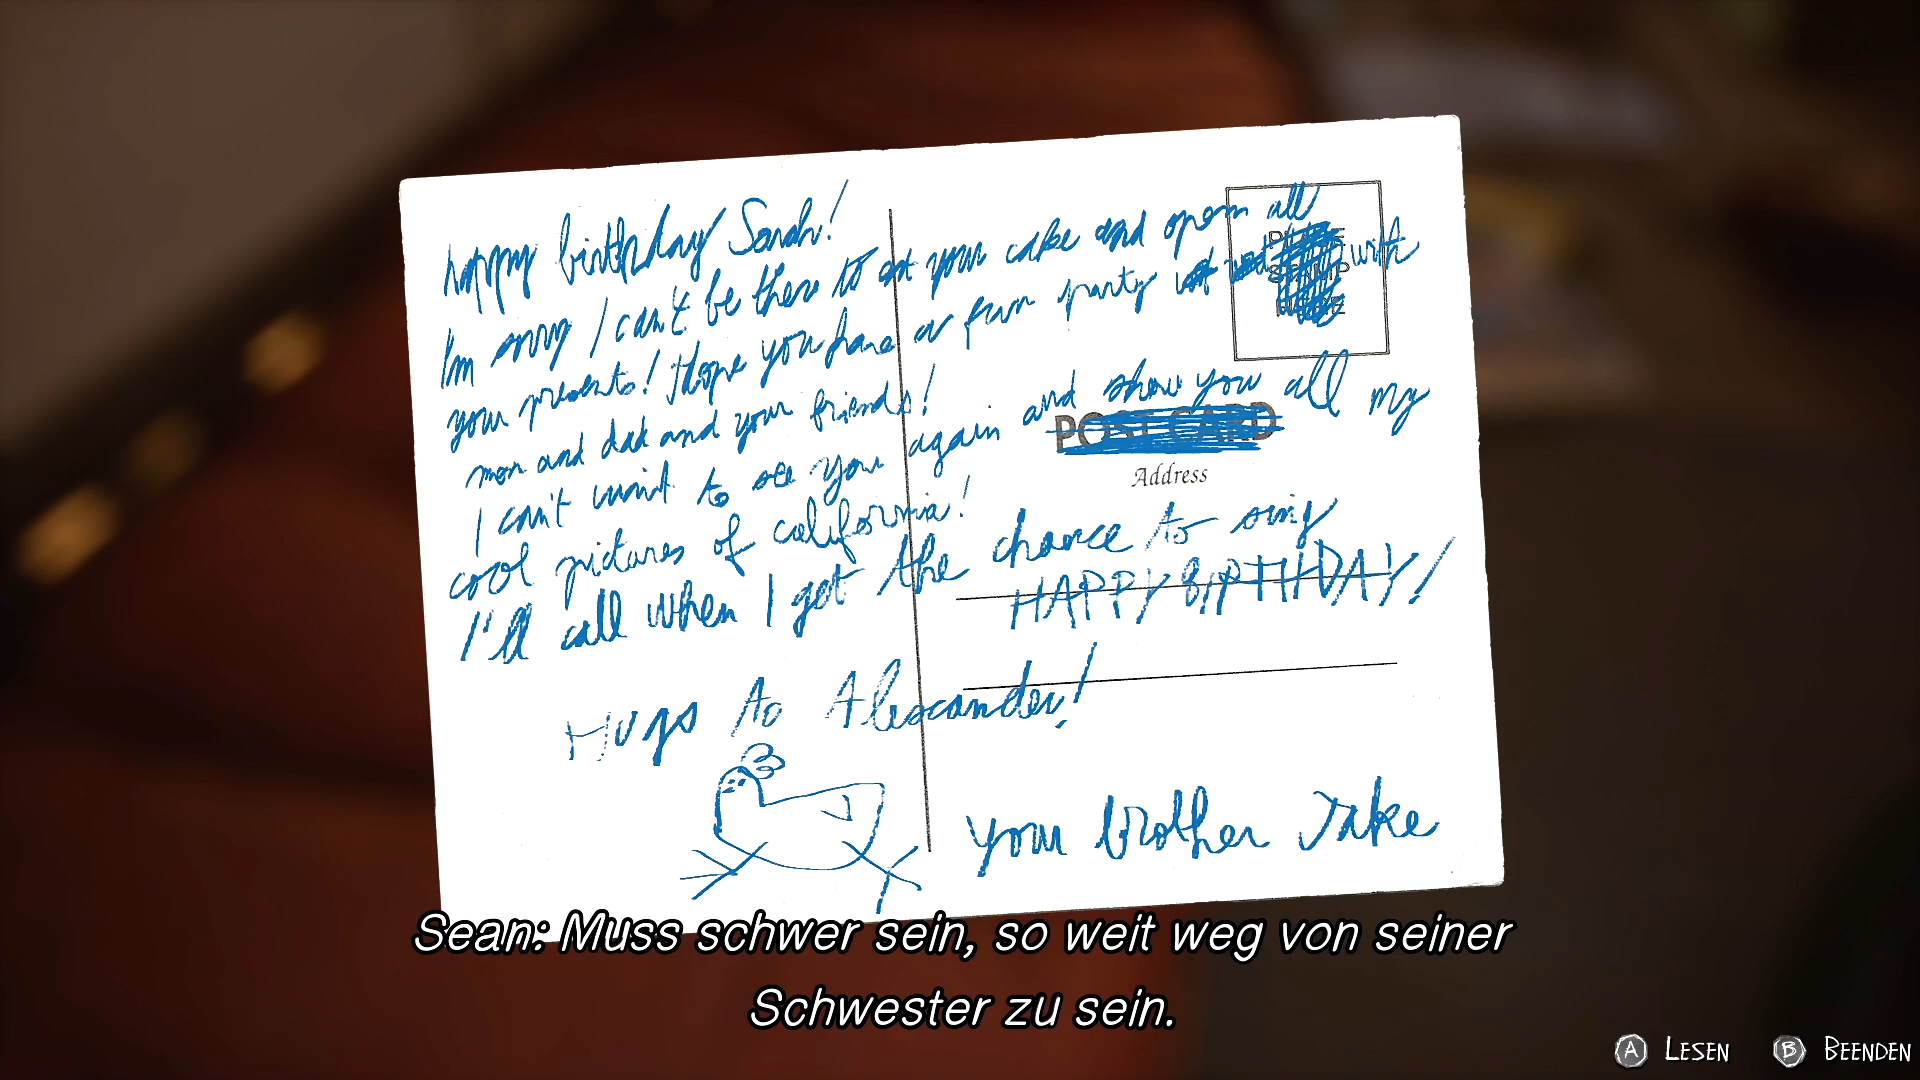 happy birthday Sarah!
I'm sorry I can't be there to eat your cake and open all
your presents! Hope you have a fun party with
mom and dad and your friends!
I can't wait to see you again and show you all my
cool pictures of california!
I'll call when I get the chance to sing
HAPPY BIRTHDAY!
Hugs to Alexander!
your brother Jake
POST CARD
Address
Sean: Muss schwer sein, so weit weg von seiner
Schwester zu sein.
A LESEN B BEENDEN